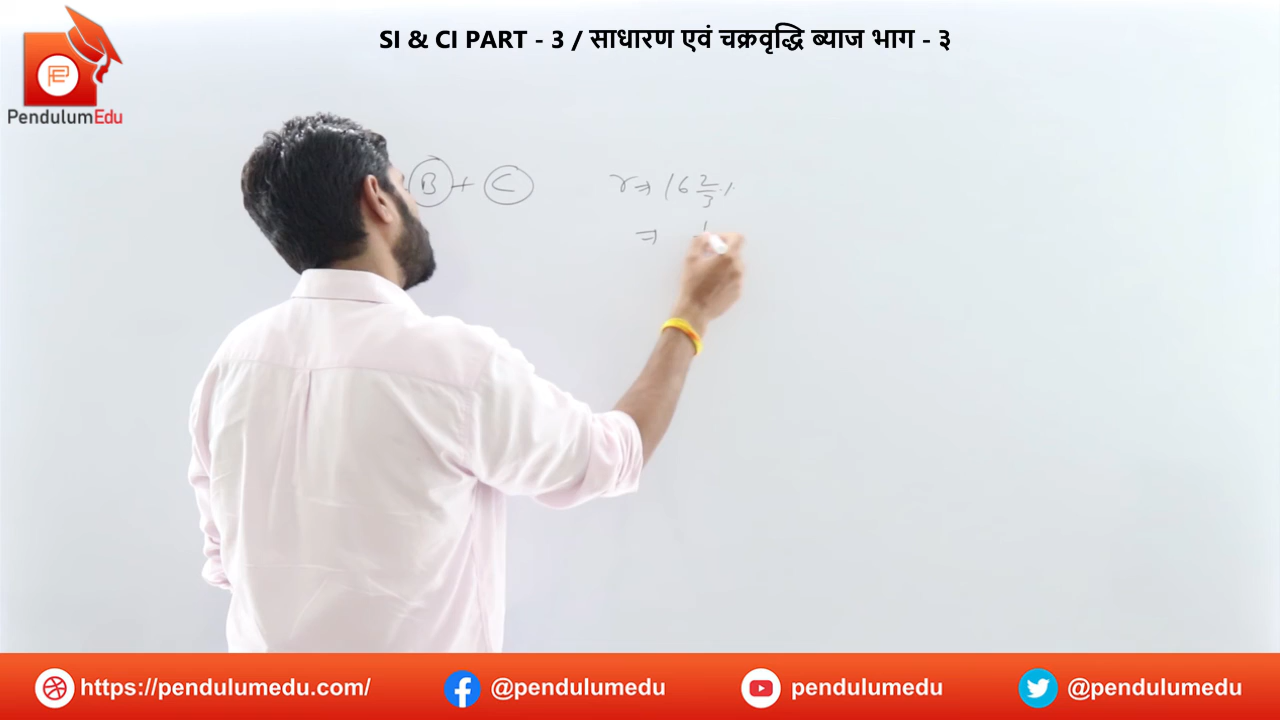 SI & CI PART - 3 / साधारण एवं चक्रवृद्धि ब्याज भाग - ३
PendulumEdu
B + C
r ⇒ 16 2/3 %
⇒ 1
https://pendulumedu.com/
@pendulumedu
pendulumedu
@pendulumedu